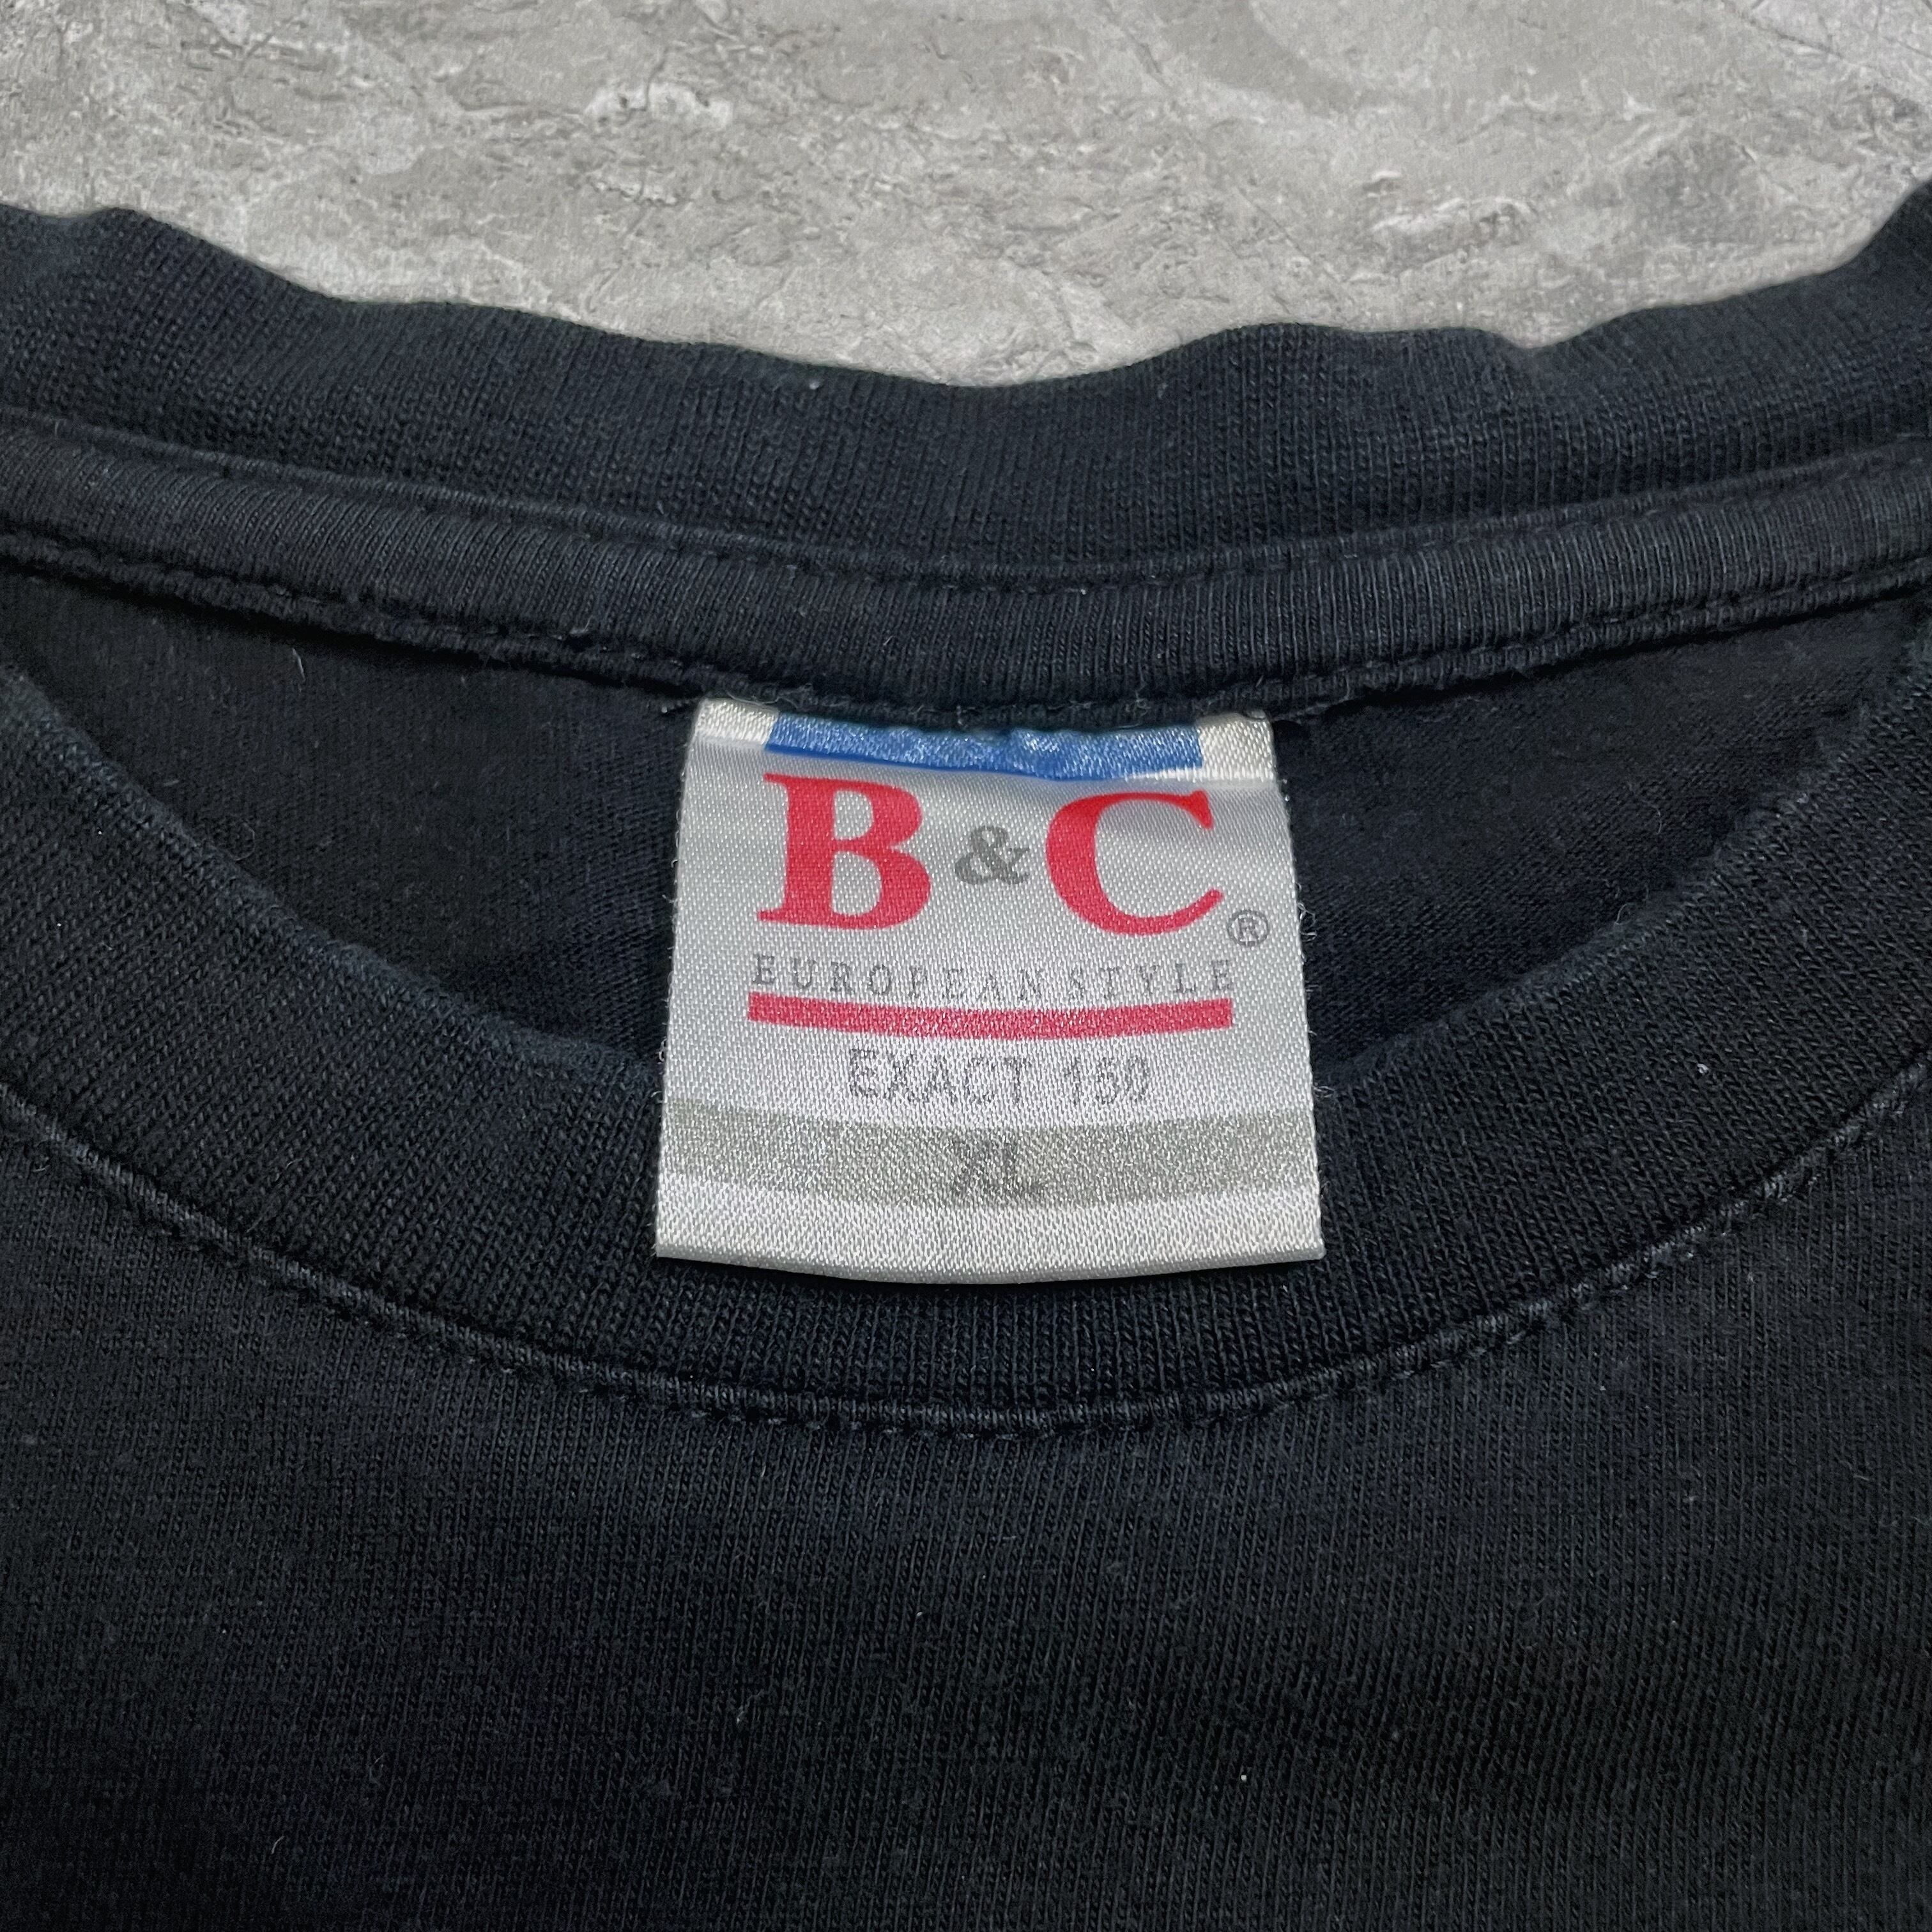 B & C ®
EUROPEAN STYLE
EXACT 150
XL